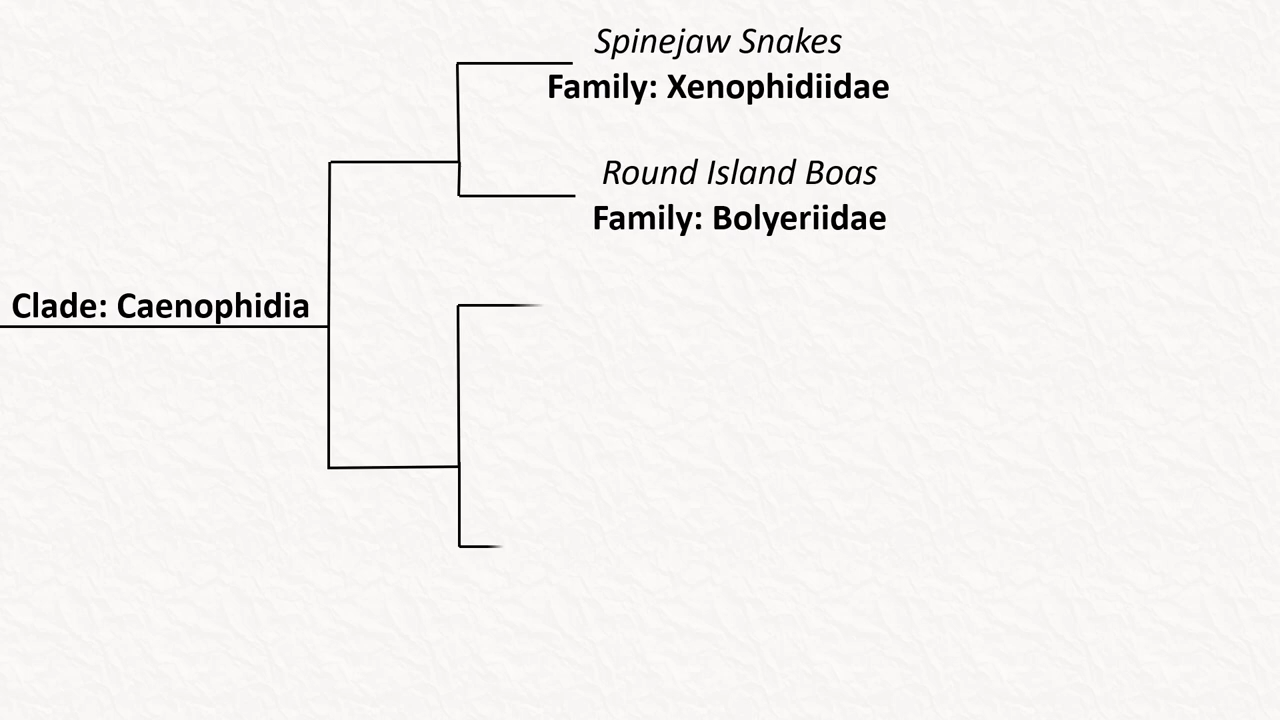 Spinejaw Snakes
Family: Xenophidiidae
Round Island Boas
Family: Bolyeriidae
Clade: Caenophidia